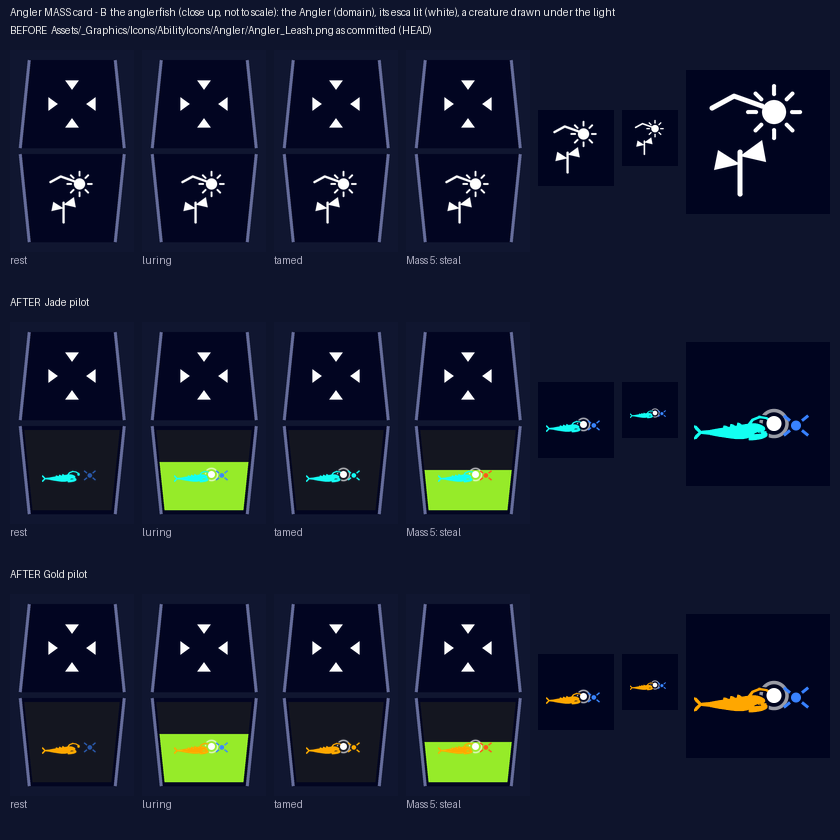 Angler MASS card - B the anglerfish (close up, not to scale): the Angler (domain), its esca lit (white), a creature drawn under the light
BEFORE Assets/_Graphics/Icons/AbilityIcons/Angler/Angler_Leash.png as committed (HEAD)
rest luring tamed Mass 5: steal
AFTER Jade pilot
rest luring tamed Mass 5: steal
AFTER Gold pilot
rest luring tamed Mass 5: steal